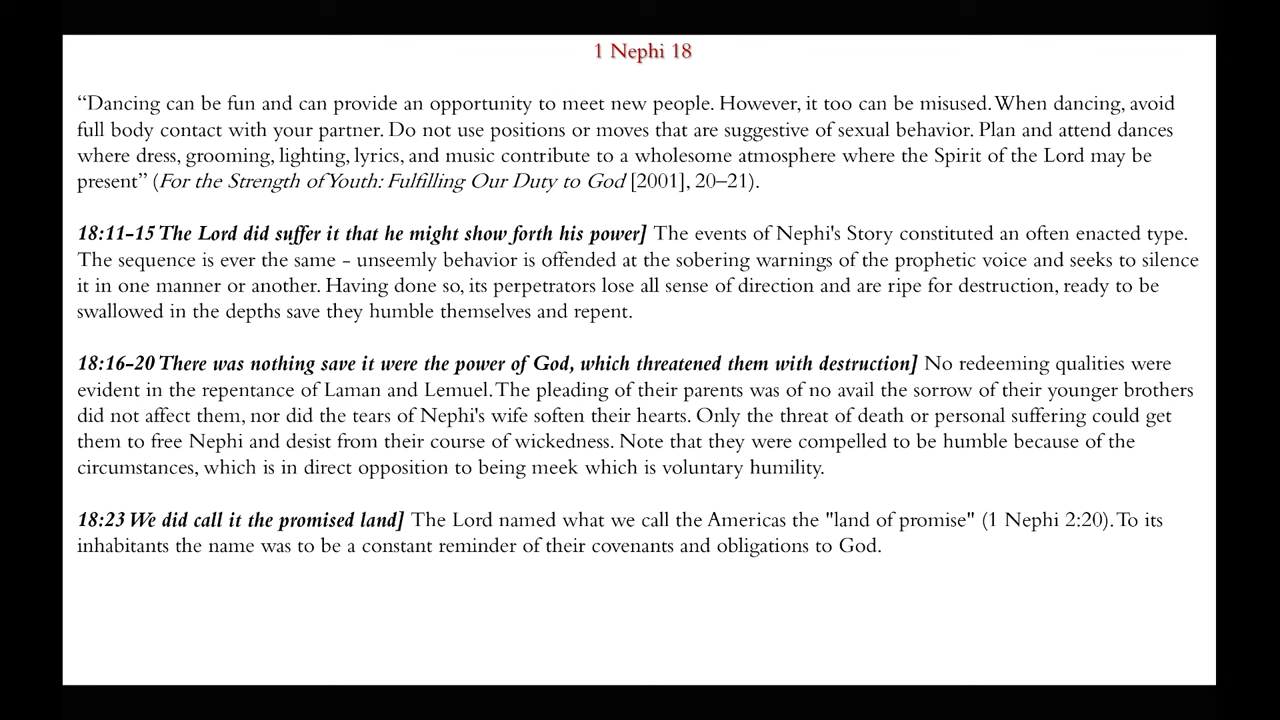 1 Nephi 18
“Dancing can be fun and can provide an opportunity to meet new people. However, it too can be misused. When dancing, avoid
full body contact with your partner. Do not use positions or moves that are suggestive of sexual behavior. Plan and attend dances
where dress, grooming, lighting, lyrics, and music contribute to a wholesome atmosphere where the Spirit of the Lord may be
present” (For the Strength of Youth: Fulfilling Our Duty to God [2001], 20–21).
18:11-15 The Lord did suffer it that he might show forth his power] The events of Nephi's Story constituted an often enacted type.
The sequence is ever the same - unseemly behavior is offended at the sobering warnings of the prophetic voice and seeks to silence
it in one manner or another. Having done so, its perpetrators lose all sense of direction and are ripe for destruction, ready to be
swallowed in the depths save they humble themselves and repent.
18:16-20 There was nothing save it were the power of God, which threatened them with destruction] No redeeming qualities were
evident in the repentance of Laman and Lemuel. The pleading of their parents was of no avail the sorrow of their younger brothers
did not affect them, nor did the tears of Nephi's wife soften their hearts. Only the threat of death or personal suffering could get
them to free Nephi and desist from their course of wickedness. Note that they were compelled to be humble because of the
circumstances, which is in direct opposition to being meek which is voluntary humility.
18:23 We did call it the promised land] The Lord named what we call the Americas the "land of promise" (1 Nephi 2:20). To its
inhabitants the name was to be a constant reminder of their covenants and obligations to God.